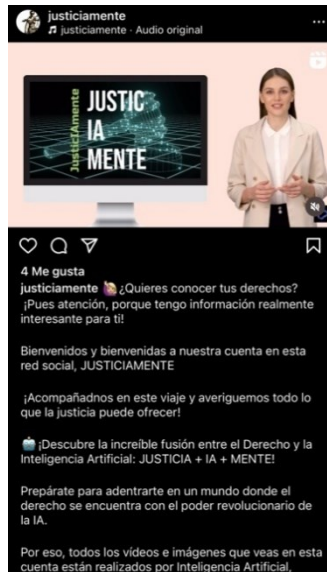 justiciamente
justiciamente · Audio original
JusticIAmente
JUSTIC
IA
MENTE
4 Me gusta
justiciamente 🙋🏼‍♀️¿Quieres conocer tus derechos?
¡Pues atención, porque tengo información realmente
interesante para ti!
Bienvenidos y bienvenidas a nuestra cuenta en esta
red social, JUSTICIAMENTE
¡Acompañadnos en este viaje y averiguemos todo lo
que la justicia puede ofrecer!
🤖¡Descubre la increíble fusión entre el Derecho y la
Inteligencia Artificial: JUSTICIA + IA + MENTE!
Prepárate para adentrarte en un mundo donde el
derecho se encuentra con el poder revolucionario de
la IA.
Por eso, todos los vídeos e imágenes que veas en esta
cuenta están realizados por Inteligencia Artificial,